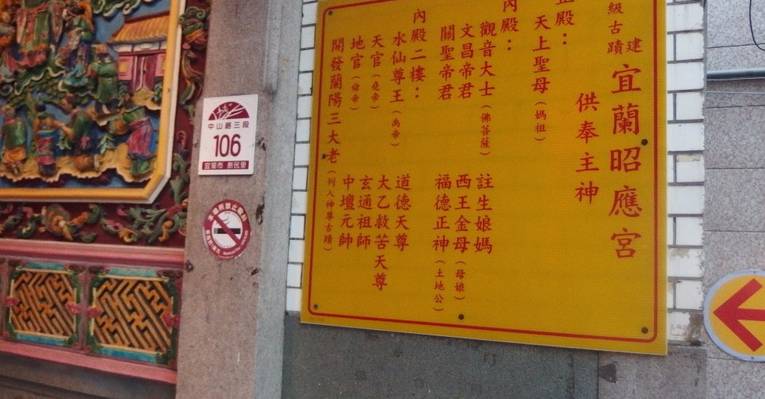 級古蹟
建
宜蘭昭應宮
供奉主神
正殿：
天上聖母（媽祖）
內殿：
觀音大士（佛菩薩）
註生娘媽
文昌帝君
西王金母（母娘）
關聖帝君
福德正神（土地公）
內殿二樓：
水仙尊王（禹帝）
道德天尊
天官（堯帝）
大乙救苦天尊
地官（舜帝）
玄通祖師
中壇元帥
開發蘭陽三大老（列入神尊古蹟）
中山路三段
106
宜蘭市 新民里